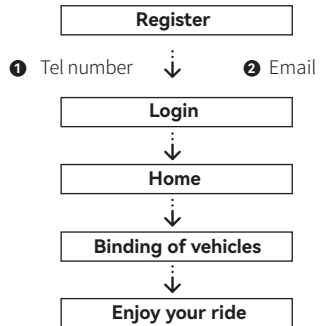 Register
❶ Tel number ❷ Email
Login
Home
Binding of vehicles
Enjoy your ride